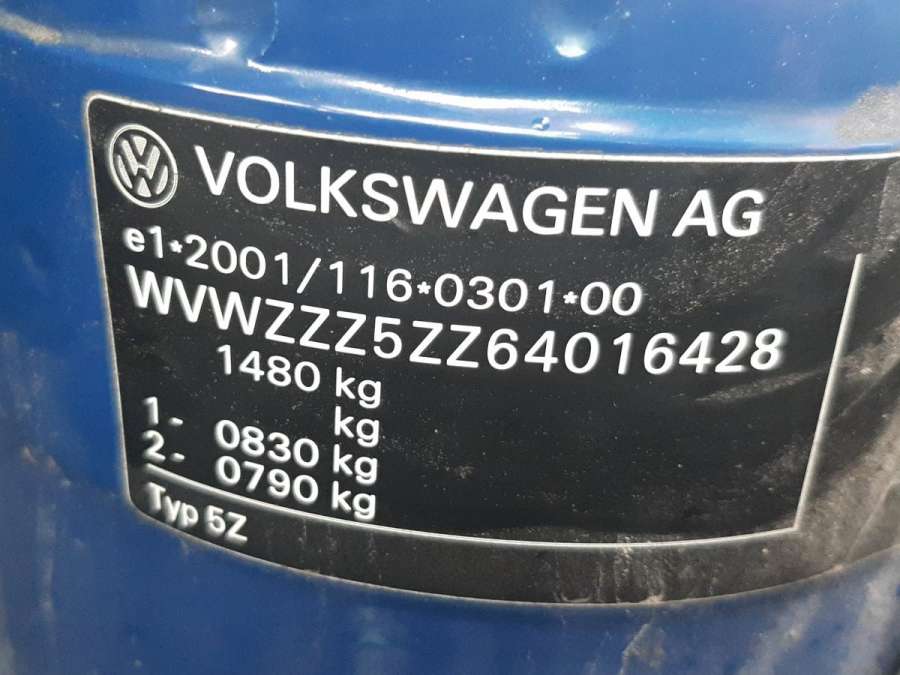 VOLKSWAGEN AG
e1*2001/116*0301*00
WVWZZZ5ZZ64016428
1480 kg
kg
1- 0830 kg
2- 0790 kg
Typ 5Z